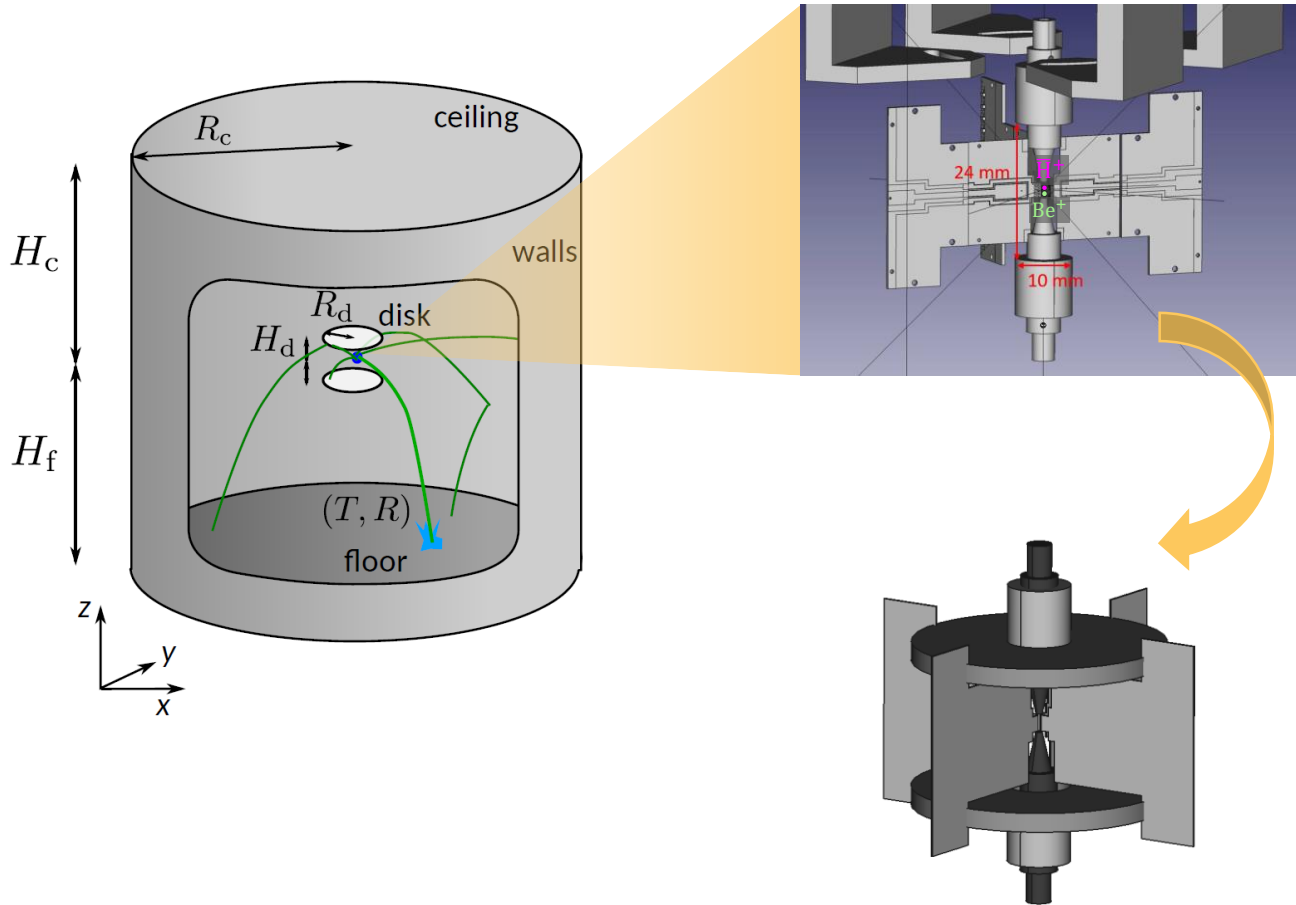 ceiling
R_c
H_c
walls
R_d
disk
H_d
H_f
(T, R)
floor
z
y
x
24 mm
H^+
Be^+
10 mm